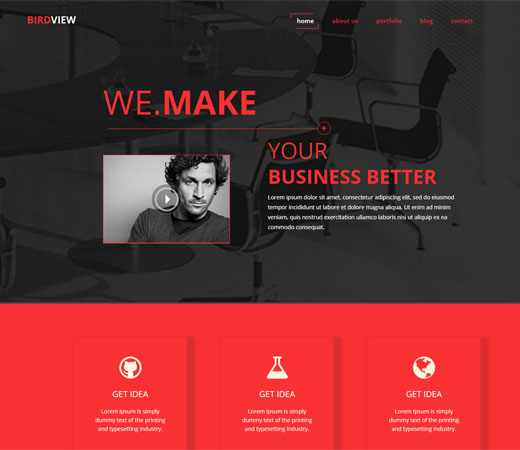 BIRDVIEW
home about us portfolio blog contact
WE.MAKE
YOUR
BUSINESS BETTER
Lorem ipsum dolor sit amet, consectetur adipiscing elit, sed do eiusmod
tempor incididunt ut labore et dolore magna aliqua. Ut enim ad minim
veniam, quis nostrud exercitation ullamco laboris nisi ut aliquip ex ea
commodo consequat.
GET IDEA
Lorem Ipsum is simply
dummy text of the printing
and typesetting industry.
GET IDEA
Lorem Ipsum is simply
dummy text of the printing
and typesetting industry.
GET IDEA
Lorem Ipsum is simply
dummy text of the printing
and typesetting industry.